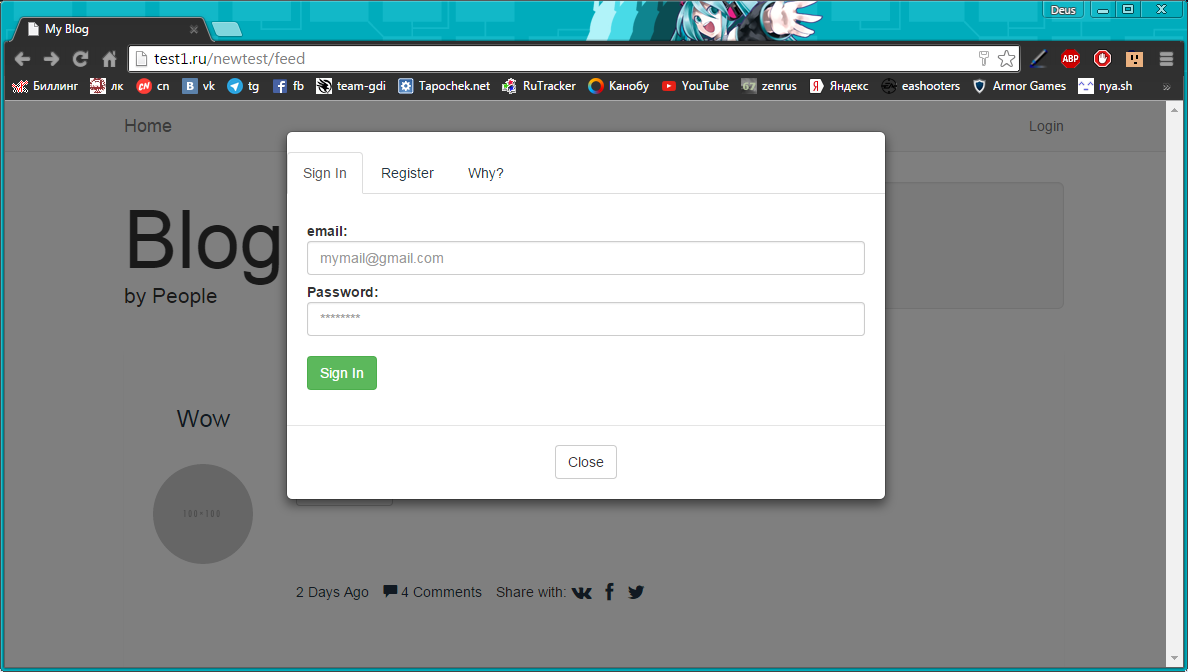 My Blog
Deus
test1.ru/newtest/feed
ABP
Биллинг лк cn vk tg fb team-gdi Tapochek.net RuTracker Канобу YouTube zenrus Яндекс eashooters Armor Games nya.sh »
Home Login
Sign In Register Why?
Blog
by People
email:
mymail@gmail.com
Password:
********
Sign In
Close
Wow
100×100
2 Days Ago 4 Comments Share with: